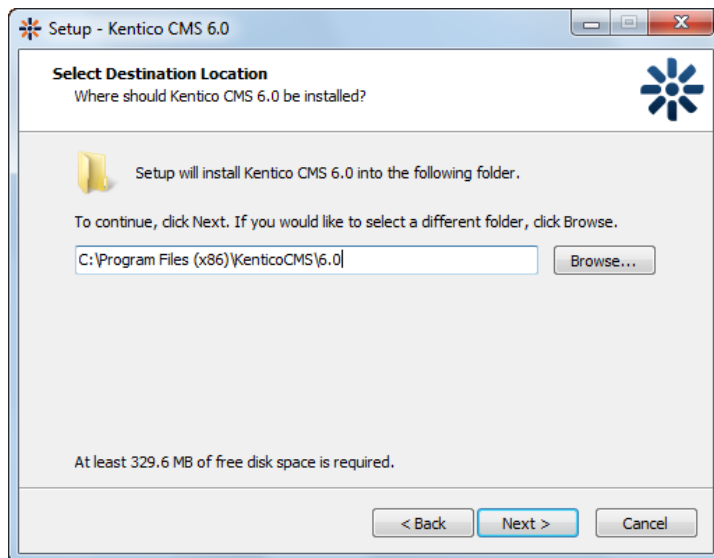 Setup - Kentico CMS 6.0
Select Destination Location
Where should Kentico CMS 6.0 be installed?
Setup will install Kentico CMS 6.0 into the following folder.
To continue, click Next. If you would like to select a different folder, click Browse.
C:\Program Files (x86)\KenticoCMS\6.0 Browse...
At least 329.6 MB of free disk space is required.
< Back Next > Cancel